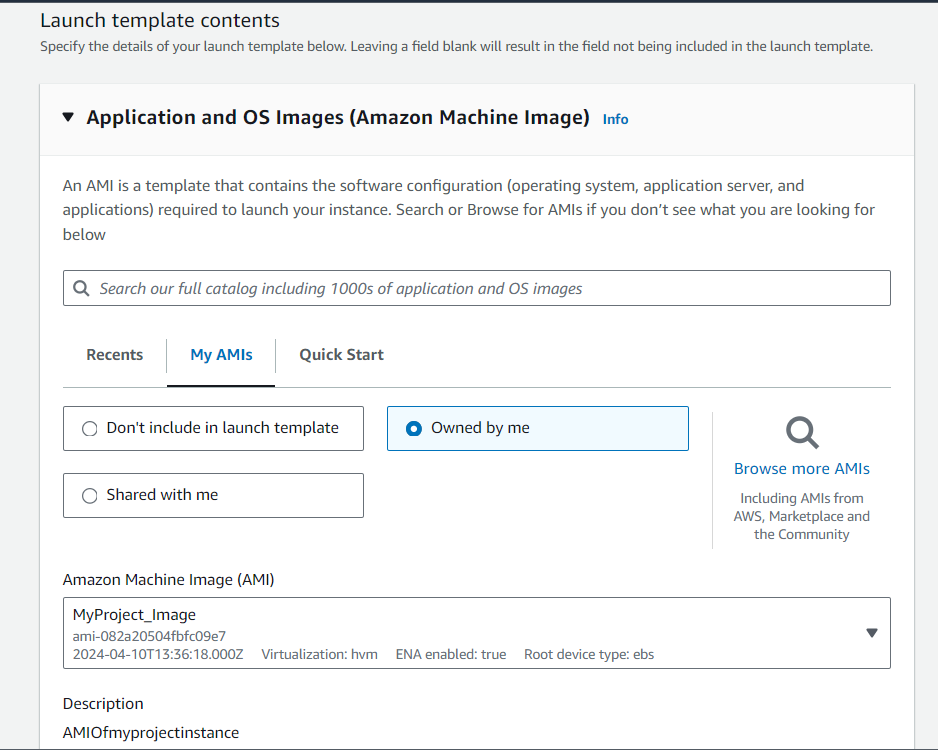 Launch template contents
Specify the details of your launch template below. Leaving a field blank will result in the field not being included in the launch template.
Application and OS Images (Amazon Machine Image) Info
An AMI is a template that contains the software configuration (operating system, application server, and
applications) required to launch your instance. Search or Browse for AMIs if you don’t see what you are looking for
below
Search our full catalog including 1000s of application and OS images
Recents My AMIs Quick Start
Don't include in launch template
Owned by me
Shared with me
Browse more AMIs
Including AMIs from
AWS, Marketplace and
the Community
Amazon Machine Image (AMI)
MyProject_Image
ami-082a20504fbfc09e7
2024-04-10T13:36:18.000Z Virtualization: hvm ENA enabled: true Root device type: ebs
Description
AMIOfmyprojectinstance